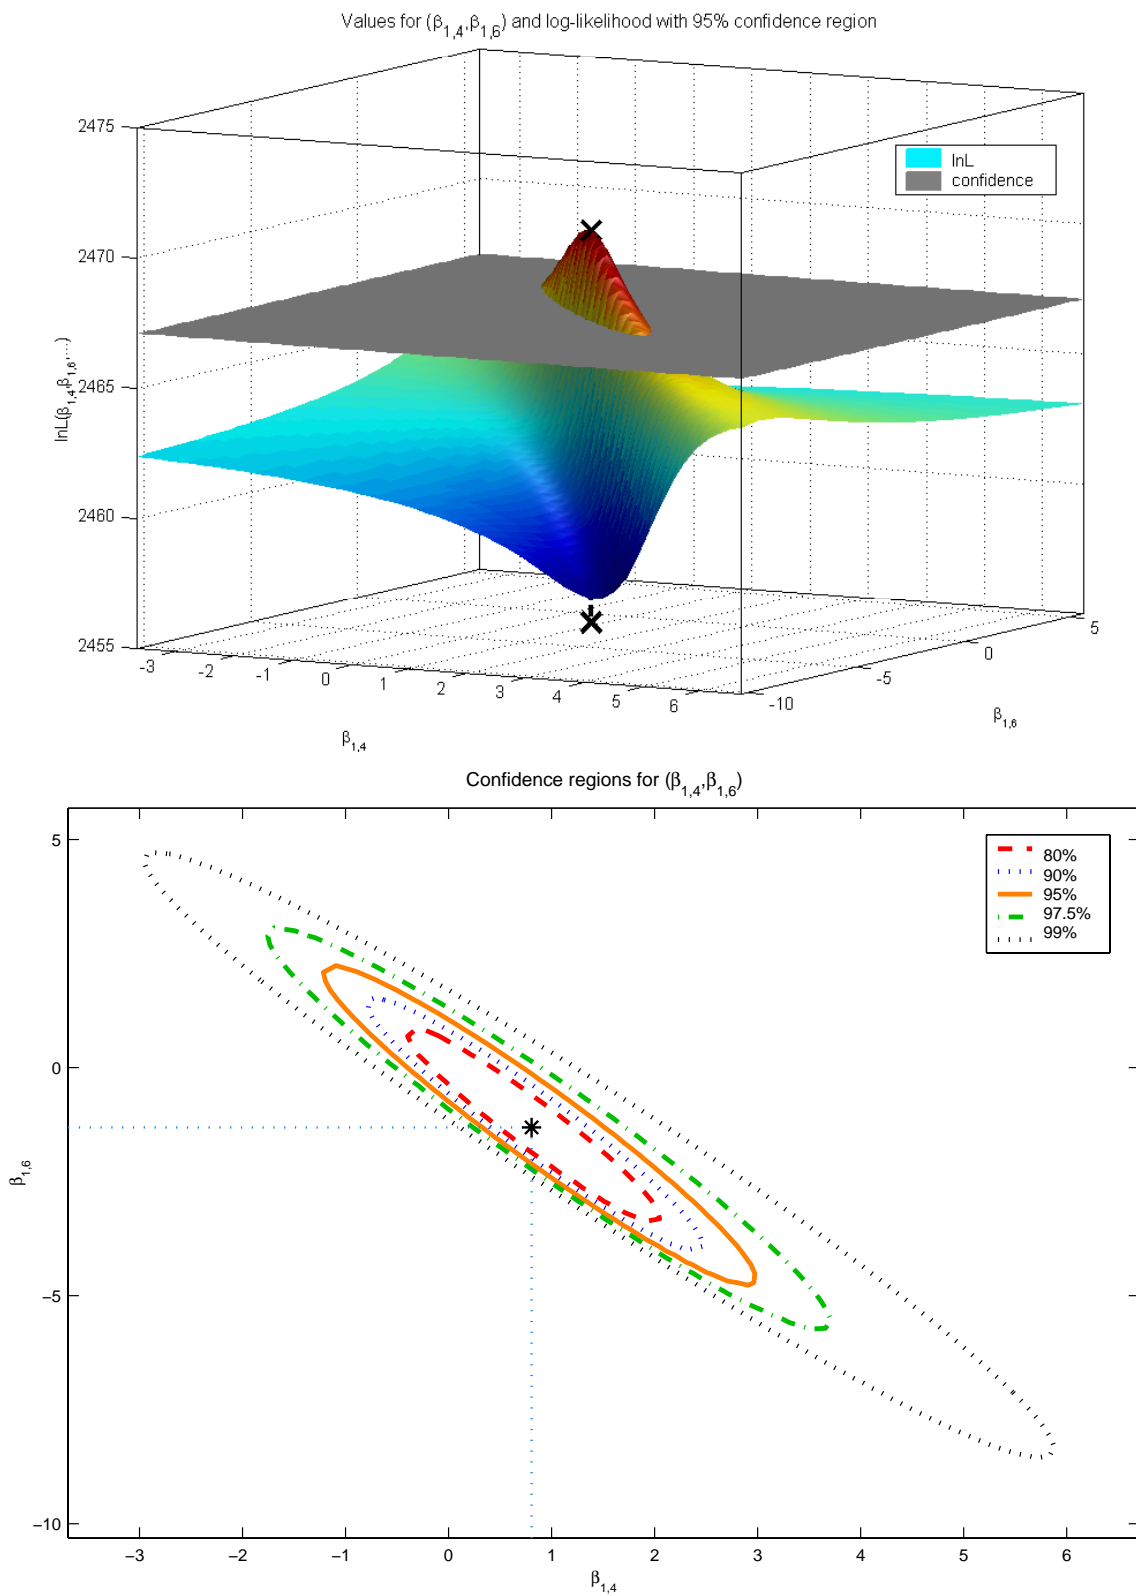 Values for (β1,4,β1,6) and log-likelihood with 95% confidence region
2475
2470
2465
2460
2455
lnL(β1,4,β1,6,...)
lnL
confidence
-3 -2 -1 0 1 2 3 4 5 6
-10 -5 0 5
β1,4
β1,6
Confidence regions for (β1,4,β1,6)
5
0
−5
−10
β1,6
80%
90%
95%
97.5%
99%
−3 −2 −1 0 1 2 3 4 5 6
β1,4